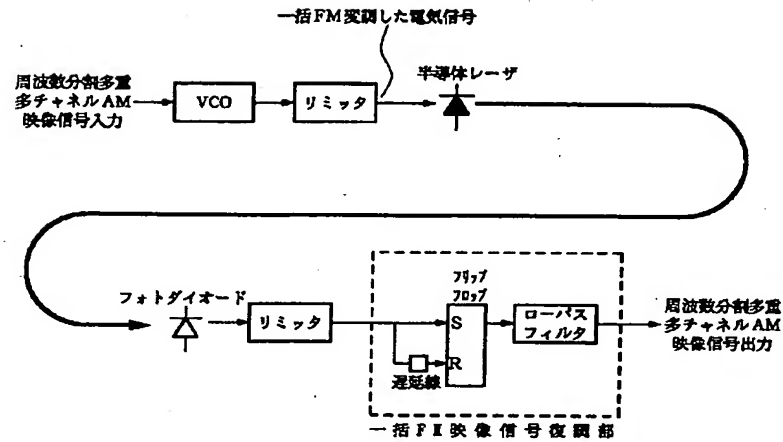 一括FM変調した電気信号
周波数分割多重
多チャネルAM
映像信号入力
VCO
リミッタ
半導体レーザ
フォトダイオード
リミッタ
フリップ
フロップ
S
R
遅延線
ローパス
フィルタ
周波数分割多重
多チャネルAM
映像信号出力
一括FM映像信号復調部